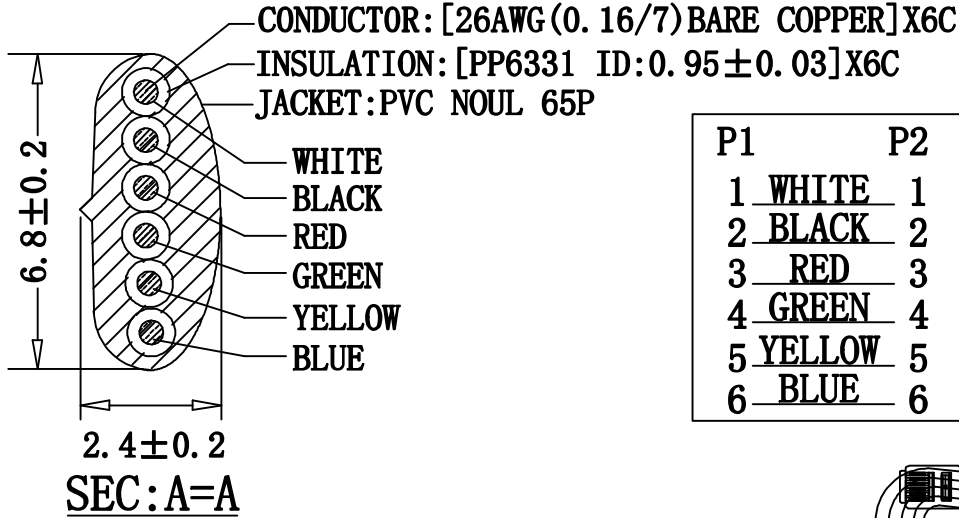 CONDUCTOR:[26AWG(0.16/7)BARE COPPER]X6C
INSULATION:[PP6331 ID:0.95±0.03]X6C
JACKET:PVC NOUL 65P
WHITE
BLACK
RED
GREEN
YELLOW
BLUE
6.8±0.2
2.4±0.2
SEC:A=A
P1 P2
1 WHITE 1
2 BLACK 2
3 RED 3
4 GREEN 4
5 YELLOW 5
6 BLUE 6